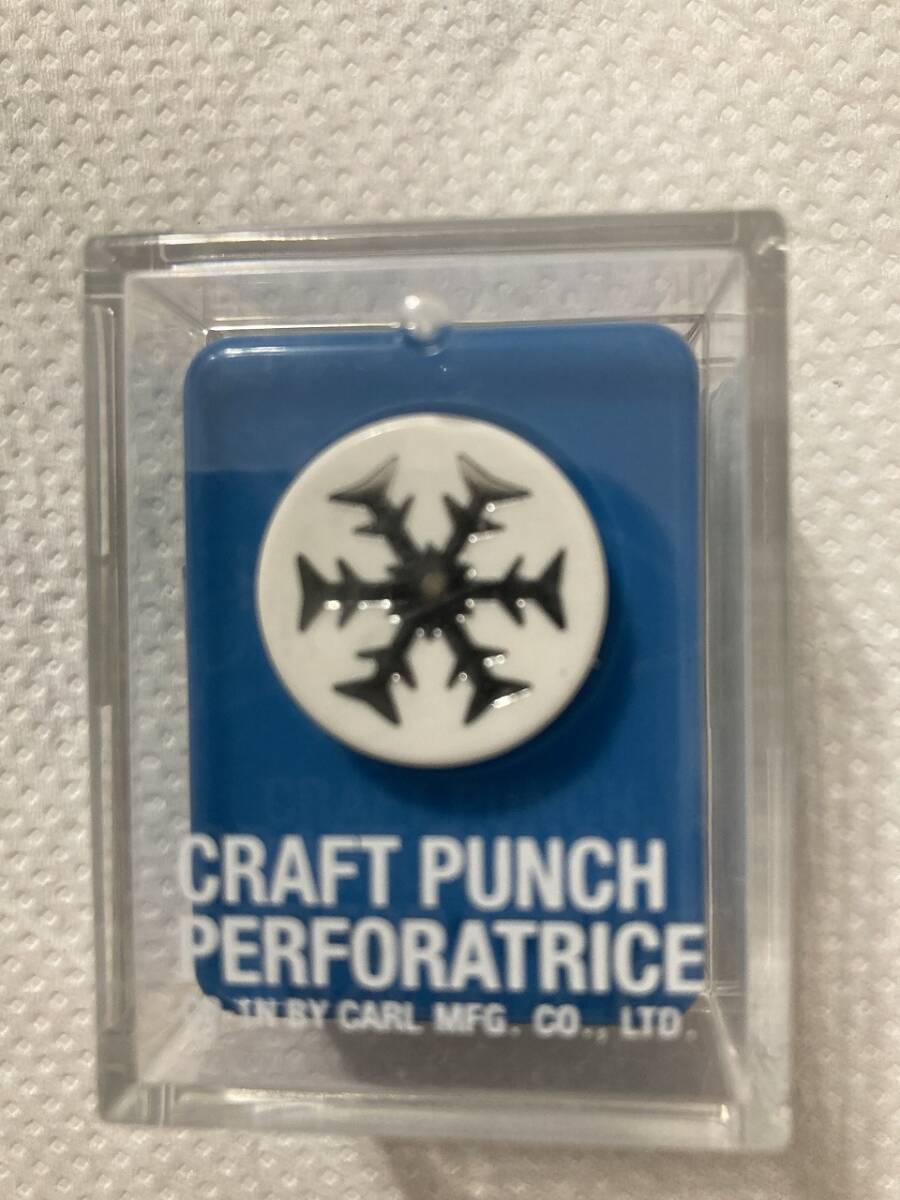 CRAFT PUNCH
PERFORATRICE
BY CARL MFG. CO., LTD.